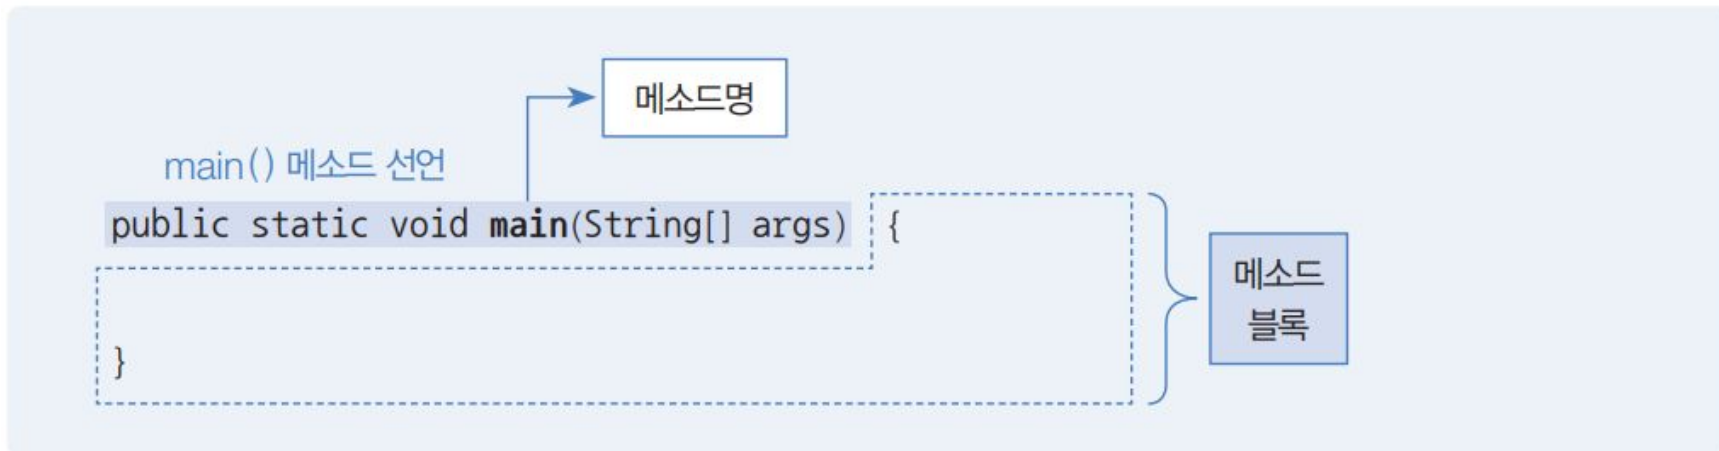 메소드명
main() 메소드 선언
public static void main(String[] args) {
메소드
블록
}